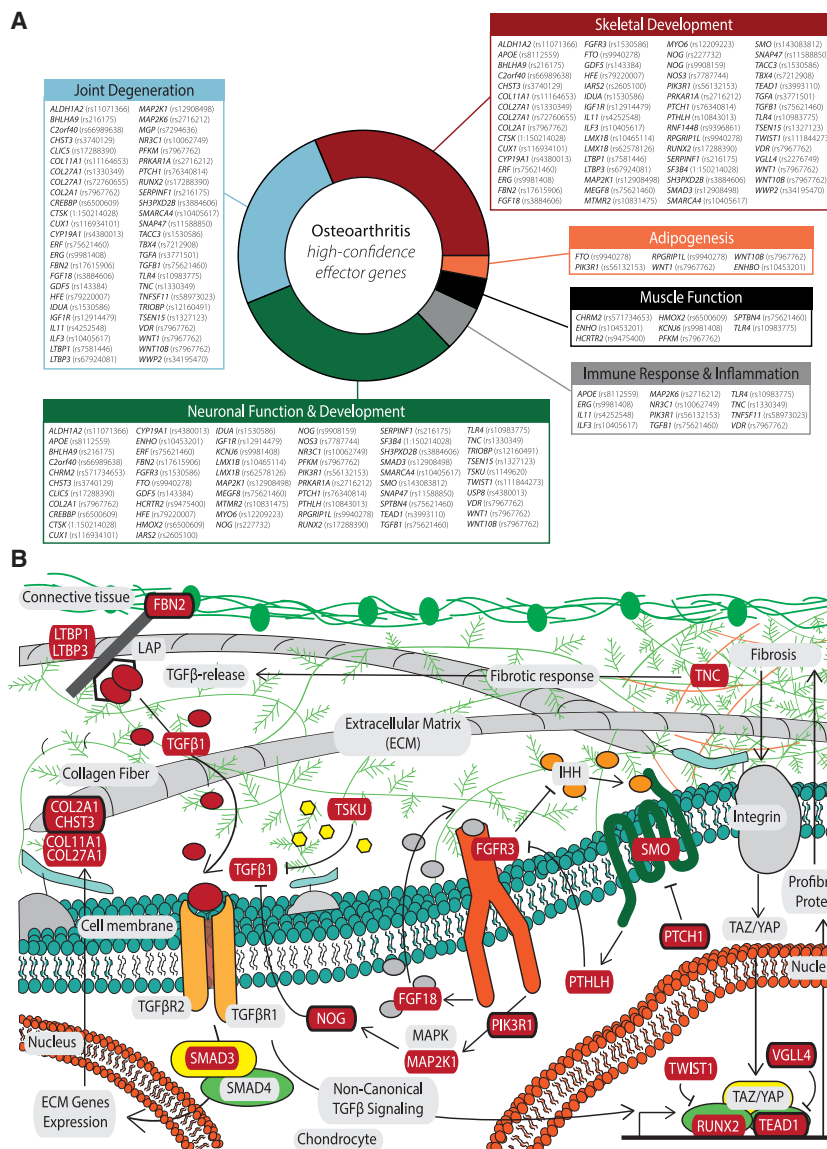 A
Skeletal Development
ALDH1A2 (rs11071366) FGFR3 (rs1530586) MYO6 (rs12209223) SMO (rs143083812)
APOE (rs8112559) FTO (rs9940278) NOG (rs227732) SNAP47 (rs11588850)
BHLHA9 (rs216175) GDF5 (rs143384) NOG (rs9908159) TACC3 (rs1530586)
C2orf40 (rs66989638) HFE (rs79220007) NOS3 (rs7787744) TBX4 (rs7212908)
CHST3 (rs3740129) IARS2 (rs2605100) PIK3R1 (rs56132153) TEAD1 (rs3993110)
COL11A1 (rs11164653) IDUA (rs1530586) PRKAR1A (rs2716212) TGFA (rs3771501)
COL27A1 (rs1330349) IGF1R (rs12914479) PTCH1 (rs76340814) TGFB1 (rs75621460)
COL27A1 (rs72760655) IL11 (rs4252548) PTHLH (rs10843013) TLR4 (rs10983775)
COL2A1 (rs7967762) ILF3 (rs10405617) RNF144B (rs9396861) TSEN15 (rs1327123)
CTSK (1:150214028) LMX1B (rs10465114) RPGRIP1L (rs9940278) TWIST1 (rs111844273)
CUX1 (rs116934101) LMX1B (rs62578126) RUNX2 (rs17288390) VDR (rs7967762)
CYP19A1 (rs4380013) LTBP1 (rs7581446) SERPINF1 (rs216175) VGLL4 (rs2276749)
ERF (rs75621460) LTBP3 (rs67924081) SF3B4 (1:150214028) WNT1 (rs7967762)
ERG (rs9981408) MAP2K1 (rs12908498) SH3PXD2B (rs3884606) WNT10B (rs7967762)
FBN2 (rs17615906) MEGF8 (rs75621460) SMAD3 (rs12908498) WWP2 (rs34195470)
FGF18 (rs3884606) MTMR2 (rs10831475) SMARCA4 (rs10405617)
Joint Degeneration
ALDH1A2 (rs11071366) MAP2K1 (rs12908498)
BHLHA9 (rs216175) MAP2K6 (rs2716212)
C2orf40 (rs66989638) MGP (rs7294636)
CHST3 (rs3740129) NR3C1 (rs10062749)
CLIC5 (rs17288390) PFKM (rs7967762)
COL11A1 (rs11164653) PRKAR1A (rs2716212)
COL27A1 (rs1330349) PTCH1 (rs76340814)
COL27A1 (rs72760655) RUNX2 (rs17288390)
COL2A1 (rs7967762) SERPINF1 (rs216175)
CREBBP (rs6500609) SH3PXD2B (rs3884606)
CTSK (1:150214028) SMARCA4 (rs10405617)
CUX1 (rs116934101) SNAP47 (rs11588850)
CYP19A1 (rs4380013) TACC3 (rs1530586)
ERF (rs75621460) TBX4 (rs7212908)
ERG (rs9981408) TGFA (rs3771501)
FBN2 (rs17615906) TGFB1 (rs75621460)
FGF18 (rs3884606) TLR4 (rs10983775)
GDF5 (rs143384) TNC (rs1330349)
HFE (rs79220007) TNFSF11 (rs58973023)
IDUA (rs1530586) TRIOBP (rs12160491)
IGF1R (rs12914479) TSEN15 (rs1327123)
IL11 (rs4252548) VDR (rs7967762)
ILF3 (rs10405617) WNT1 (rs7967762)
LTBP1 (rs7581446) WNT10B (rs7967762)
LTBP3 (rs67924081) WWP2 (rs34195470)
Osteoarthritis
high-confidence
effector genes
Adipogenesis
FTO (rs9940278) RPGRIP1L (rs9940278) WNT10B (rs7967762)
PIK3R1 (rs56132153) WNT1 (rs7967762) ENHBO (rs10453201)
Muscle Function
CHRM2 (rs571734653) HMOX2 (rs6500609) SPTBN4 (rs75621460)
ENHO (rs10453201) KCNJ6 (rs9981408) TLR4 (rs10983775)
HCRTR2 (rs9475400) PFKM (rs7967762)
Immune Response & Inflammation
APOE (rs8112559) MAP2K6 (rs2716212) TLR4 (rs10983775)
ERG (rs9981408) NR3C1 (rs10062749) TNC (rs1330349)
IL11 (rs4252548) PIK3R1 (rs56132153) TNFSF11 (rs58973023)
ILF3 (rs10405617) TGFB1 (rs75621460) VDR (rs7967762)
Neuronal Function & Development
ALDH1A2 (rs11071366) CYP19A1 (rs4380013) IDUA (rs1530586) NOG (rs9908159) SERPINF1 (rs216175) TLR4 (rs10983775)
APOE (rs8112559) ENHO (rs10453201) IGF1R (rs12914479) NOS3 (rs7787744) SF3B4 (1:150214028) TNC (rs1330349)
BHLHA9 (rs216175) ERF (rs75621460) KCNJ6 (rs9981408) NR3C1 (rs10062749) SH3PXD2B (rs3884606) TRIOBP (rs12160491)
C2orf40 (rs66989638) FBN2 (rs17615906) LMX1B (rs10465114) PFKM (rs7967762) SMAD3 (rs12908498) TSEN15 (rs1327123)
CHRM2 (rs571734653) FGFR3 (rs1530586) LMX1B (rs62578126) PIK3R1 (rs56132153) SMARCA4 (rs10405617) TSKU (rs1149620)
CHST3 (rs3740129) FTO (rs9940278) MAP2K1 (rs12908498) PRKAR1A (rs2716212) SMO (rs143083812) TWIST1 (rs111844273)
CLIC5 (rs17288390) GDF5 (rs143384) MEGF8 (rs75621460) PTCH1 (rs76340814) SNAP47 (rs11588850) USP8 (rs4380013)
COL2A1 (rs7967762) HCRTR2 (rs9475400) MTMR2 (rs10831475) PTHLH (rs10843013) SPTBN4 (rs75621460) VDR (rs7967762)
CREBBP (rs6500609) HFE (rs79220007) MYO6 (rs12209223) RPGRIP1L (rs9940278) TEAD1 (rs3993110) WNT1 (rs7967762)
CTSK (1:150214028) HMOX2 (rs6500609) NOG (rs227732) RUNX2 (rs17288390) TGFB1 (rs75621460) WNT10B (rs7967762)
CUX1 (rs116934101) IARS2 (rs2605100)
B
Connective tissue
FBN2
LTBP1
LTBP3
LAP
TGFβ-release
Fibrotic response
TNC
Fibrosis
TGFβ1
Extracellular Matrix
(ECM)
Collagen Fiber
IHH
COL2A1
CHST3
COL11A1
COL27A1
TSKU
Integrin
TGFβ1
FGFR3
SMO
Profibr
Prote
Cell membrane
PTCH1
TAZ/YAP
Nucle
PTHLH
TGFβR2
TGFβR1
FGF18
NOG
PIK3R1
MAPK
MAP2K1
Nucleus
SMAD3
SMAD4
TWIST1
VGLL4
ECM Genes
Expression
Non-Canonical
TGFβ Signaling
TAZ/YAP
RUNX2
TEAD1
Chondrocyte